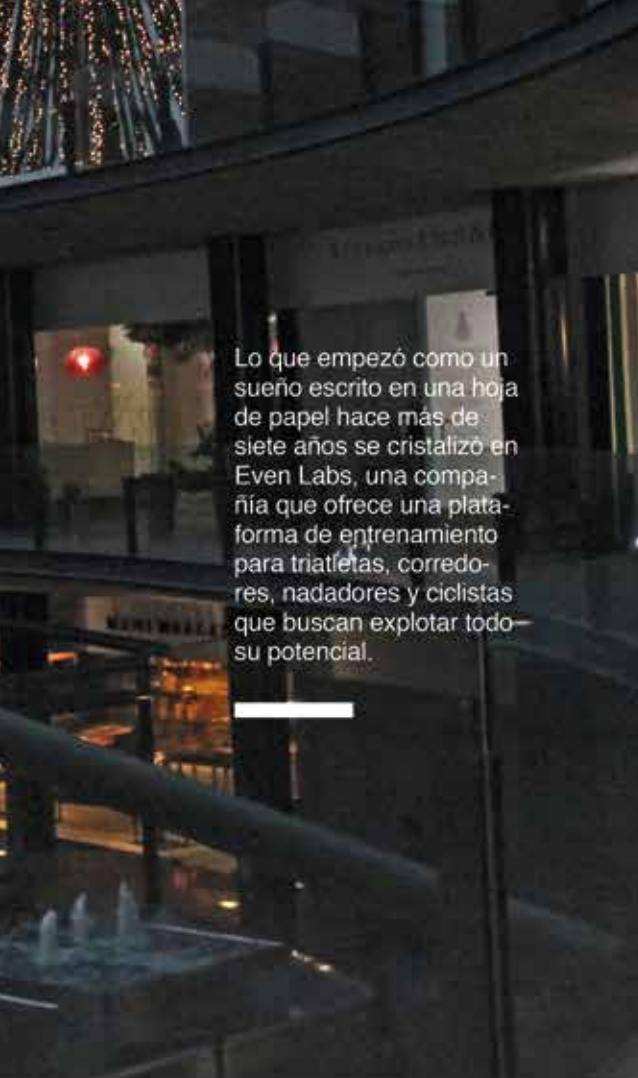 Lo que empezó como un
sueño escrito en una hoja
de papel hace más de
siete años se cristalizó en
Even Labs, una compa-
ñía que ofrece una plata-
forma de entrenamiento
para triatletas, corredo-
res, nadadores y ciclistas
que buscan explotar todo
su potencial.